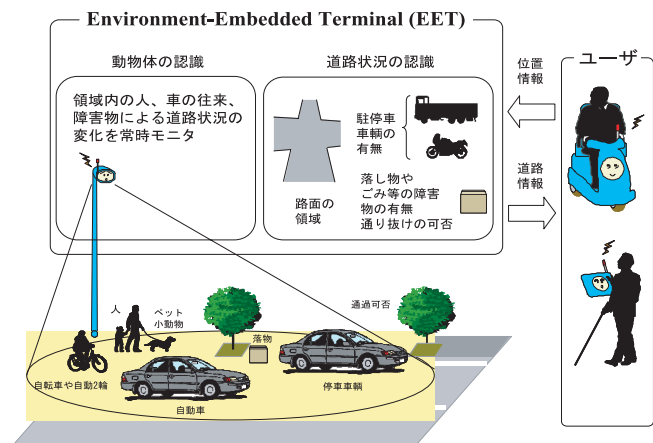 Environment-Embedded Terminal (EET)
動物体の認識
領域内の人、車の往来、
障害物による道路状況の
変化を常時モニタ
道路状況の認識
駐停車
車輌の
有無
路面の
領域
落し物や
ごみ等の障害
物の有無
通り抜けの可否
位置
情報
道路
情報
ユーザ
人
ペット
小動物
落物
通過可否
自転車や自動2輪
自動車
停車車輌